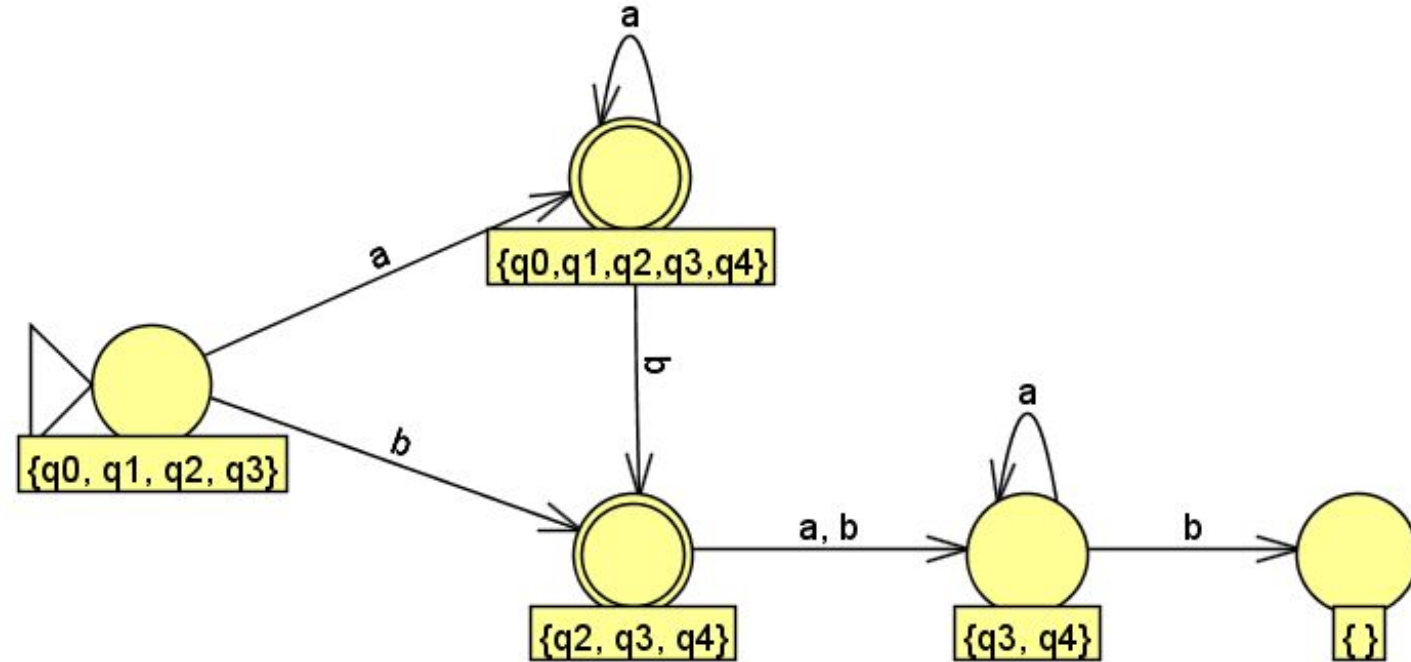 a
{q0,q1,q2,q3,q4}
a
b
{q0, q1, q2, q3}
b
a
a, b
b
{q2, q3, q4}
{q3, q4}
{ }